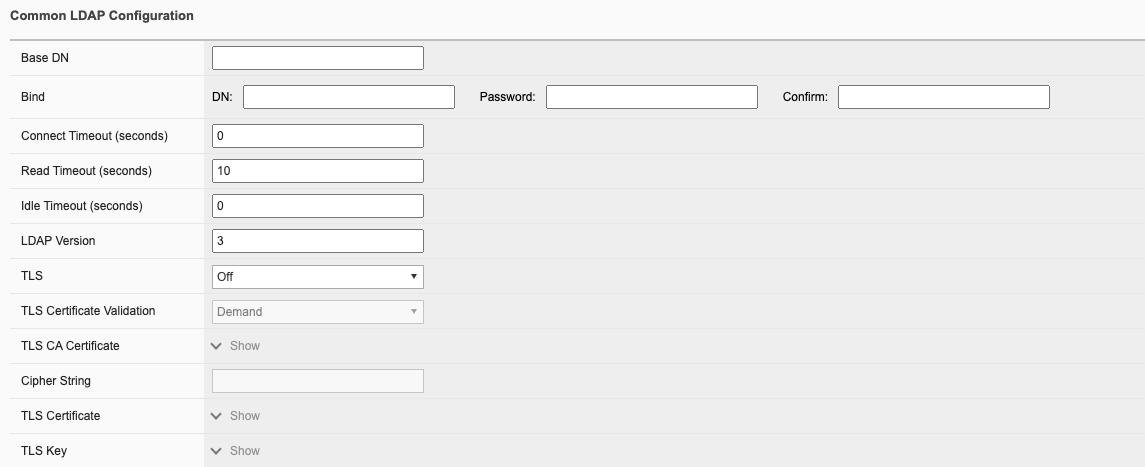 Common LDAP Configuration
Base DN
Bind DN: Password: Confirm:
Connect Timeout (seconds) 0
Read Timeout (seconds) 10
Idle Timeout (seconds) 0
LDAP Version 3
TLS Off
TLS Certificate Validation Demand
TLS CA Certificate Show
Cipher String
TLS Certificate Show
TLS Key Show